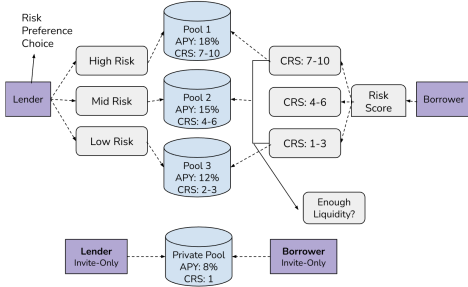 Risk
Preference
Choice
Lender
High Risk
Mid Risk
Low Risk
Pool 1
APY: 18%
CRS: 7-10
Pool 2
APY: 15%
CRS: 4-6
Pool 3
APY: 12%
CRS: 2-3
CRS: 7-10
CRS: 4-6
CRS: 1-3
Risk
Score
Borrower
Enough
Liquidity?
Lender
Invite-Only
Private Pool
APY: 8%
CRS: 1
Borrower
Invite-Only